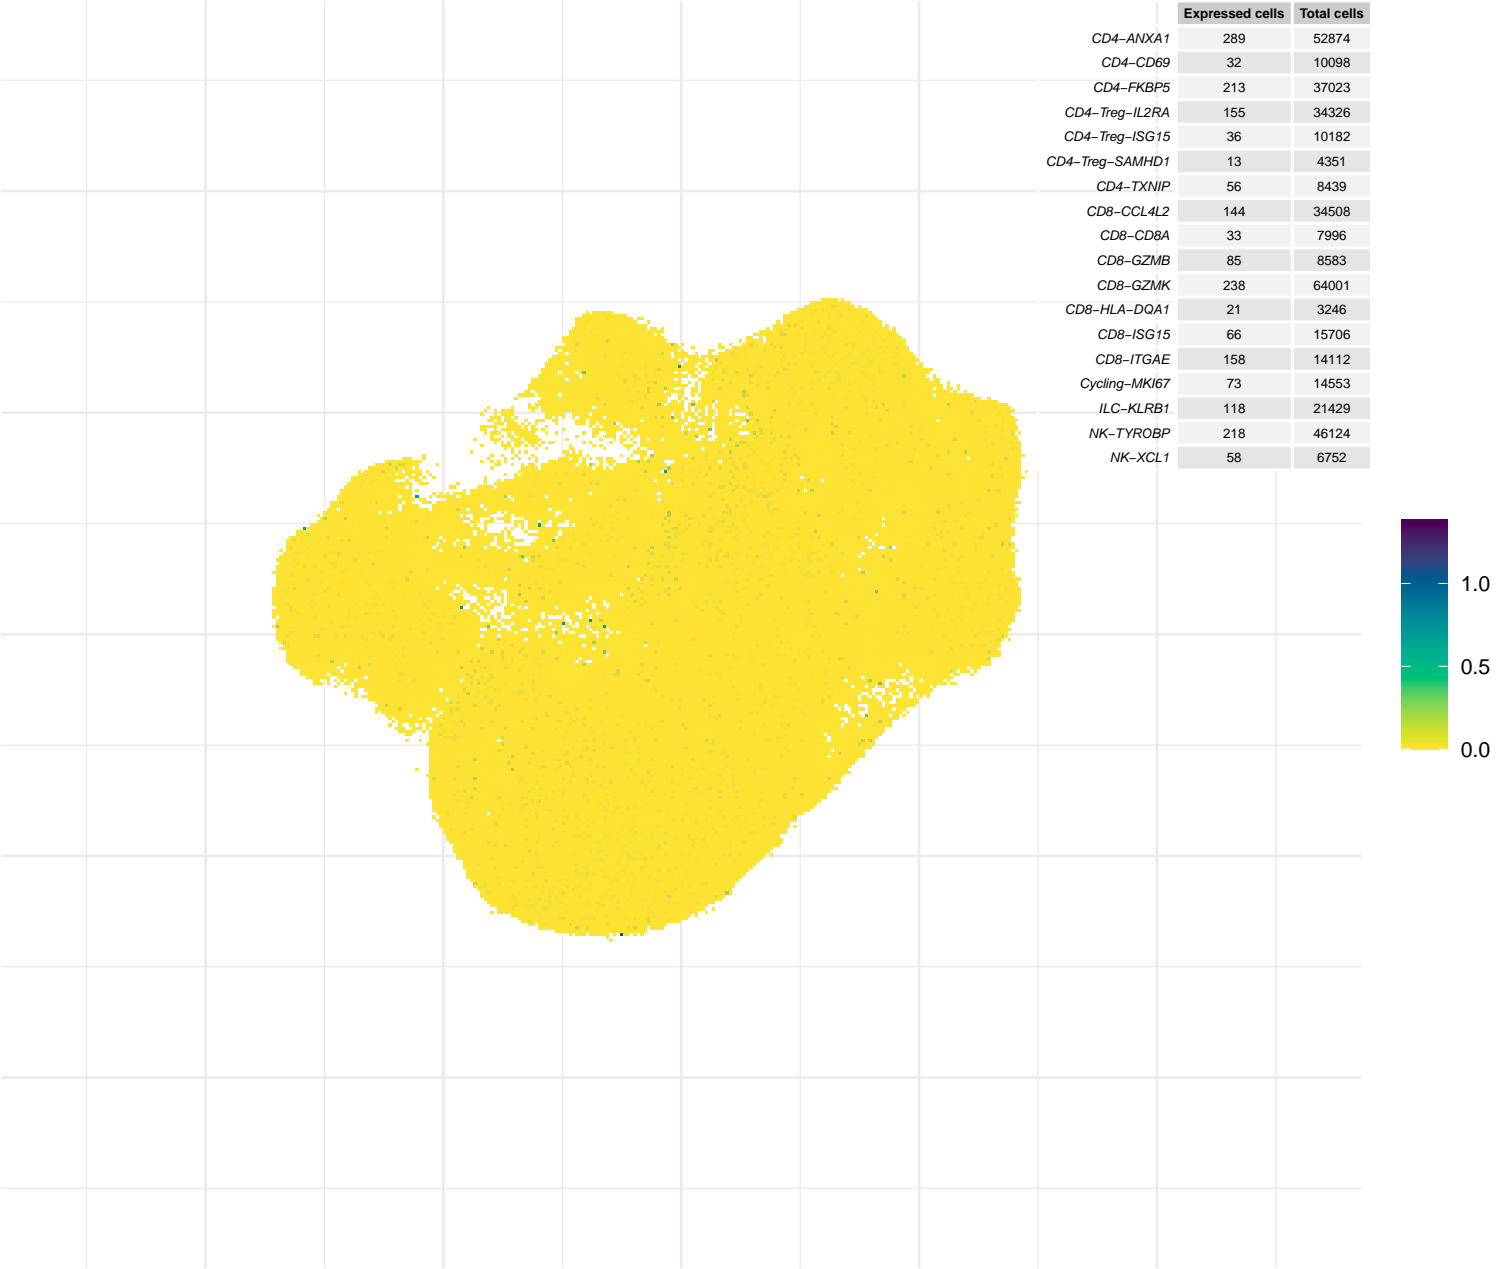 Expressed cells Total cells
CD4−ANXA1 289 52874
CD4−CD69 32 10098
CD4−FKBP5 213 37023
CD4−Treg−IL2RA 155 34326
CD4−Treg−ISG15 36 10182
CD4−Treg−SAMHD1 13 4351
CD4−TXNIP 56 8439
CD8−CCL4L2 144 34508
CD8−CD8A 33 7996
CD8−GZMB 85 8583
CD8−GZMK 238 64001
CD8−HLA−DQA1 21 3246
CD8−ISG15 66 15706
CD8−ITGAE 158 14112
Cycling−MKI67 73 14553
ILC−KLRB1 118 21429
NK−TYROBP 218 46124
NK−XCL1 58 6752
1.0
0.5
0.0